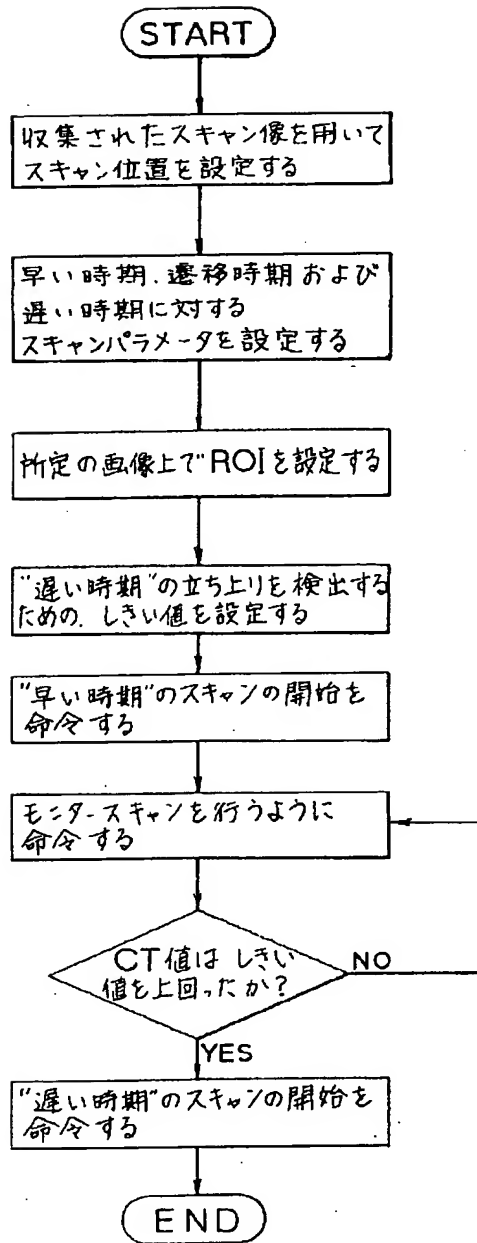 START
収集されたスキャン像を用いて
スキャン位置を設定する
早い時期、遷移時期および
遅い時期に対する
スキャンパラメータを設定する
所定の画像上でROIを設定する
"遅い時期"の立ち上りを検出する
ための、しきい値を設定する
"早い時期"のスキャンの開始を
命令する
モニタースキャンを行うように
命令する
CT値はしきい
値を上回ったか?
NO
YES
"遅い時期"のスキャンの開始を
命令する
END